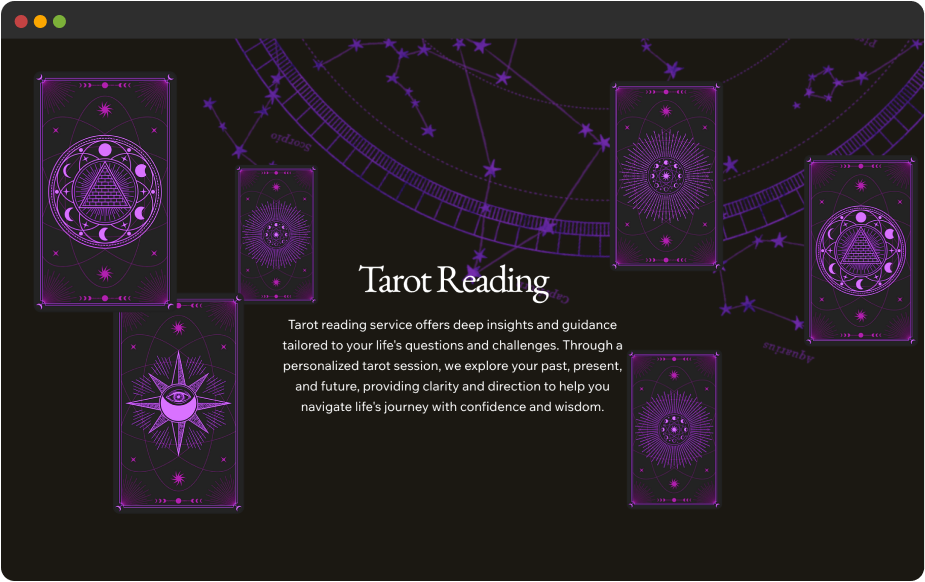 Scorpio
Tarot Reading
Tarot reading service offers deep insights and guidance
tailored to your life's questions and challenges. Through a
personalized tarot session, we explore your past, present,
and future, providing clarity and direction to help you
navigate life's journey with confidence and wisdom.
Aquarius